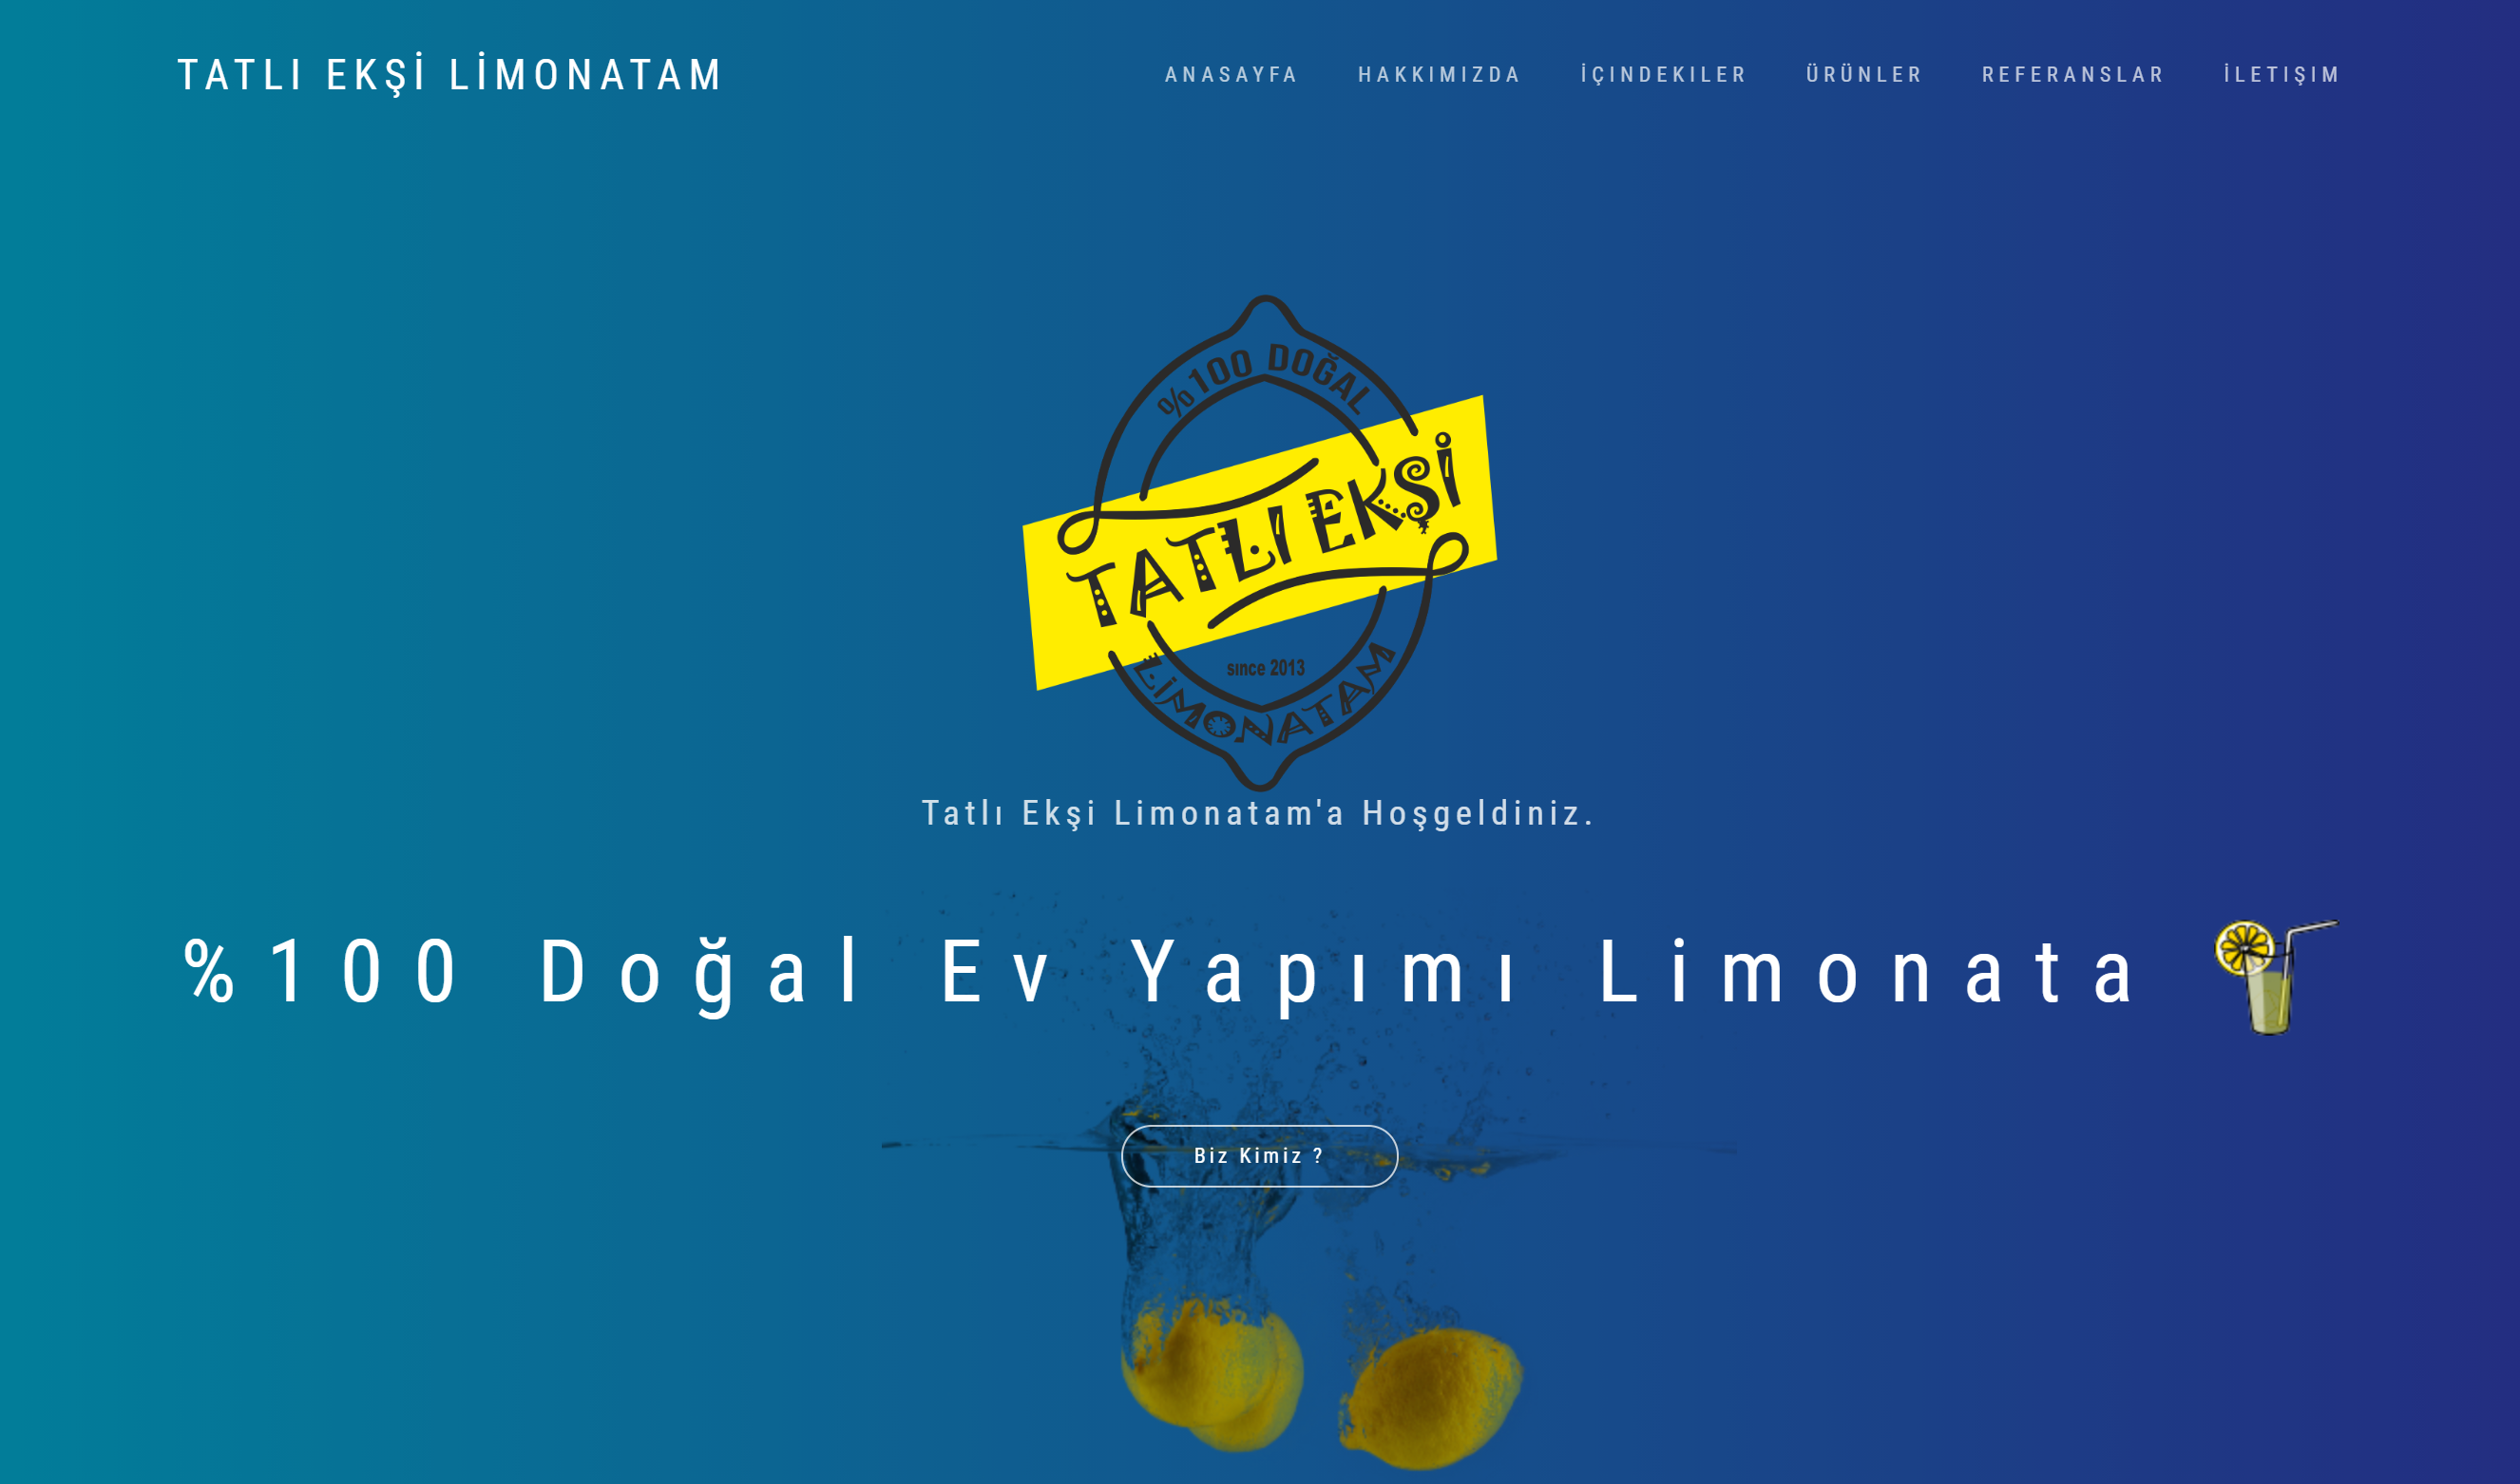 TATLI EKŞİ LİMONATAM
ANASAYFA HAKKIMIZDA İÇINDEKILER ÜRÜNLER REFERANSLAR İLETIŞIM
%100 DOĞAL
TATLI EKŞİ
since 2013
LİMONATAM
Tatlı Ekşi Limonatam'a Hoşgeldiniz.
%100 Doğal Ev Yapımı Limonata
Biz Kimiz ?